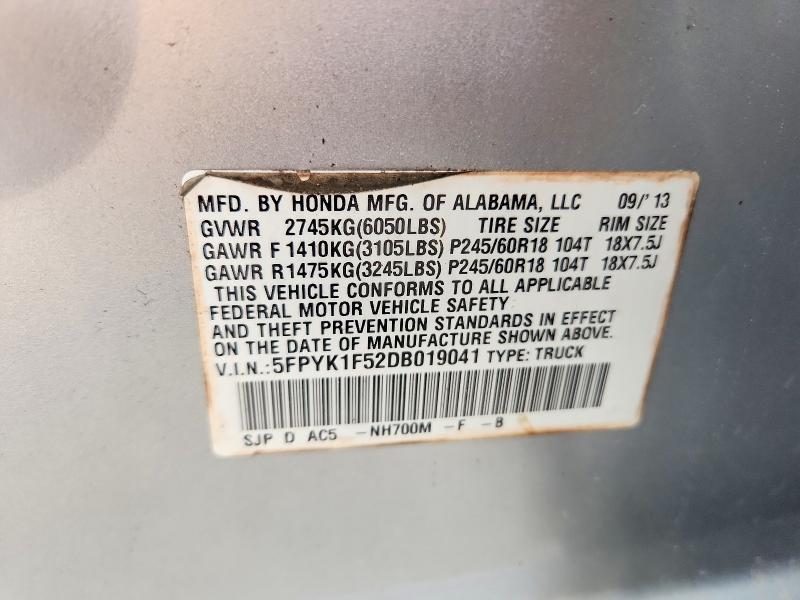 MFD. BY HONDA MFG. OF ALABAMA, LLC 09/'13
GVWR 2745KG(6050LBS) TIRE SIZE RIM SIZE
GAWR F 1410KG(3105LBS) P245/60R18 104T 18X7.5J
GAWR R 1475KG(3245LBS) P245/60R18 104T 18X7.5J
THIS VEHICLE CONFORMS TO ALL APPLICABLE
FEDERAL MOTOR VEHICLE SAFETY
AND THEFT PREVENTION STANDARDS IN EFFECT
ON THE DATE OF MANUFACTURE SHOWN ABOVE.
V.I.N.: 5FPYK1F52DB019041 TYPE: TRUCK
SJP D AC5 -NH700M -F -B